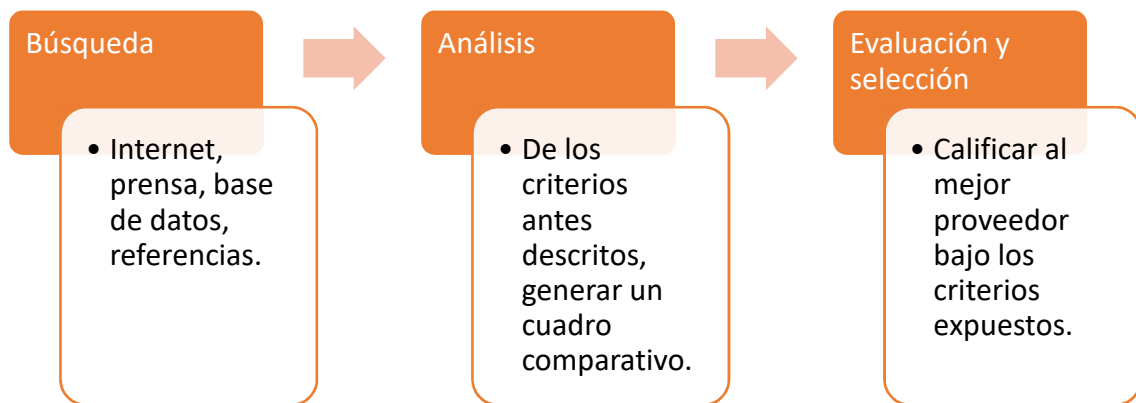 Búsqueda
• Internet,
prensa, base
de datos,
referencias.
Análisis
• De los
criterios
antes
descritos,
generar un
cuadro
comparativo.
Evaluación y
selección
• Calificar al
mejor
proveedor
bajo los
criterios
expuestos.